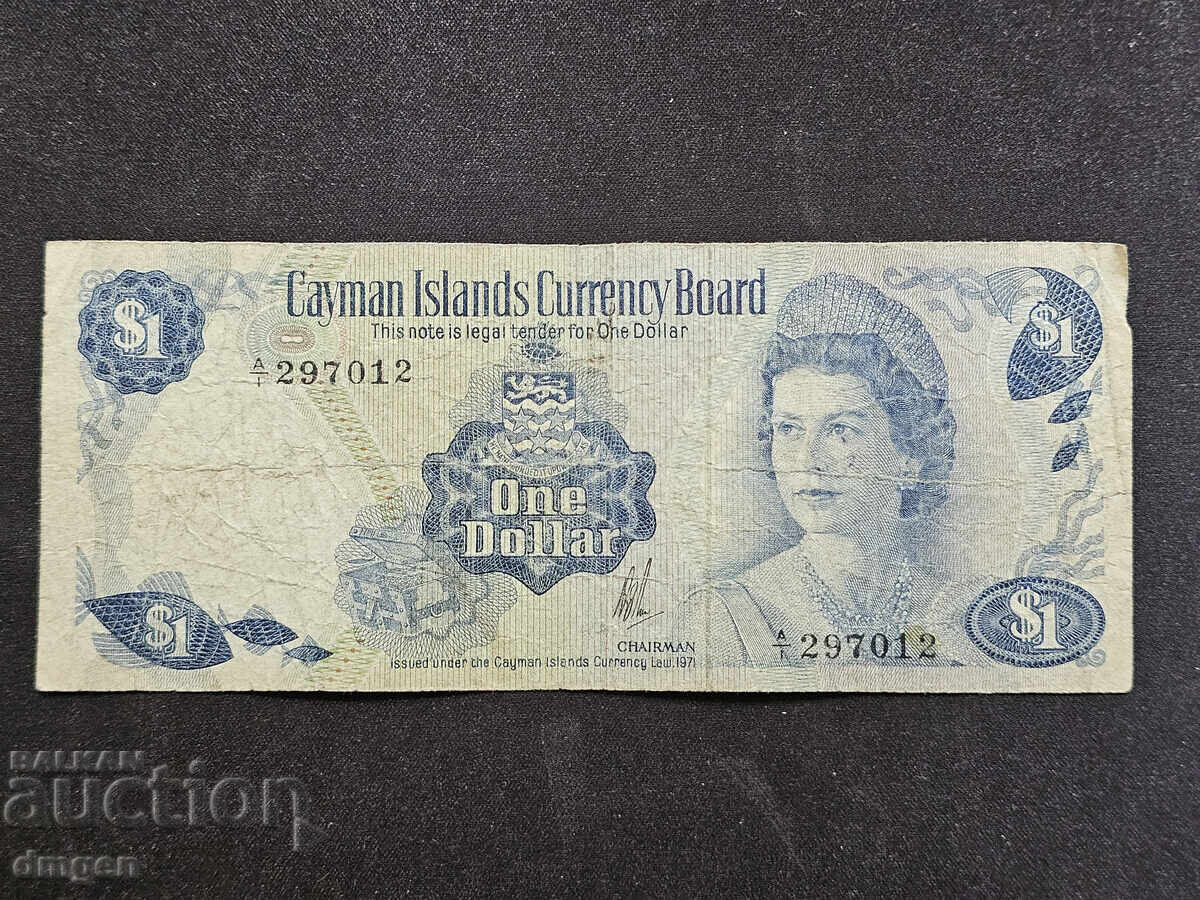 $1
Cayman Islands Currency Board
$1
This note is legal tender for One Dollar
A/1 297012
One
Dollar
CHAIRMAN
$1
A/1 297012
$1
issued under the Cayman Islands Currency Law, 1971
BALKAN
auction
dmgen